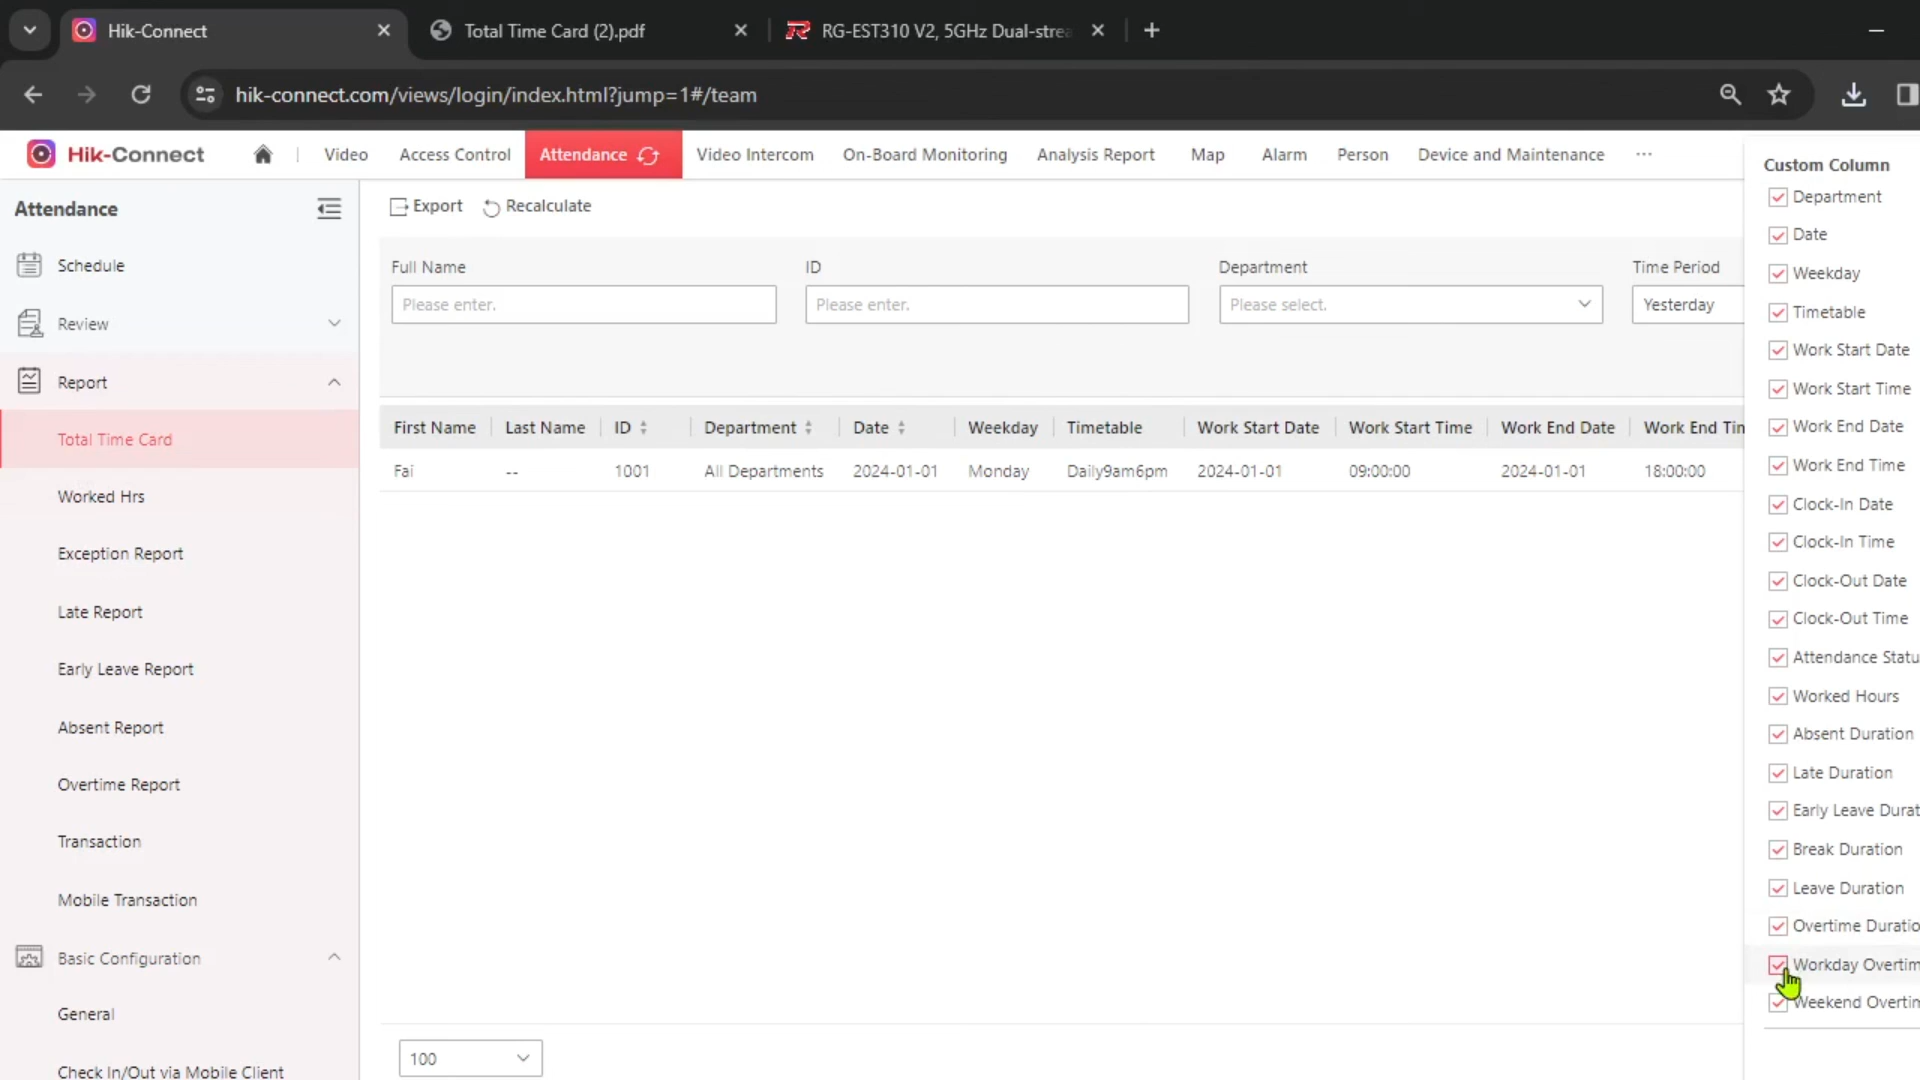 Hik-Connect
Total Time Card (2).pdf
RG-EST310 V2, 5GHz Dual-strea
hik-connect.com/views/login/index.html?jump=1#/team
Hik-Connect
Video
Access Control
Attendance
Video Intercom
On-Board Monitoring
Analysis Report
Map
Alarm
Person
Device and Maintenance
...
Attendance
Schedule
Review
Report
Total Time Card
Worked Hrs
Exception Report
Late Report
Early Leave Report
Absent Report
Overtime Report
Transaction
Mobile Transaction
Basic Configuration
General
Check In/Out via Mobile Client
Export
Recalculate
Full Name
ID
Department
Time Period
Please enter.
Please enter.
Please select.
Yesterday
First Name Last Name ID Department Date Weekday Timetable Work Start Date Work Start Time Work End Date Work End Tim
Fai -- 1001 All Departments 2024-01-01 Monday Daily9am6pm 2024-01-01 09:00:00 2024-01-01 18:00:00
100
Custom Column
Department
Date
Weekday
Timetable
Work Start Date
Work Start Time
Work End Date
Work End Time
Clock-In Date
Clock-In Time
Clock-Out Date
Clock-Out Time
Attendance Statu
Worked Hours
Absent Duration
Late Duration
Early Leave Durat
Break Duration
Leave Duration
Overtime Duratio
Workday Overtim
Weekend Overtim